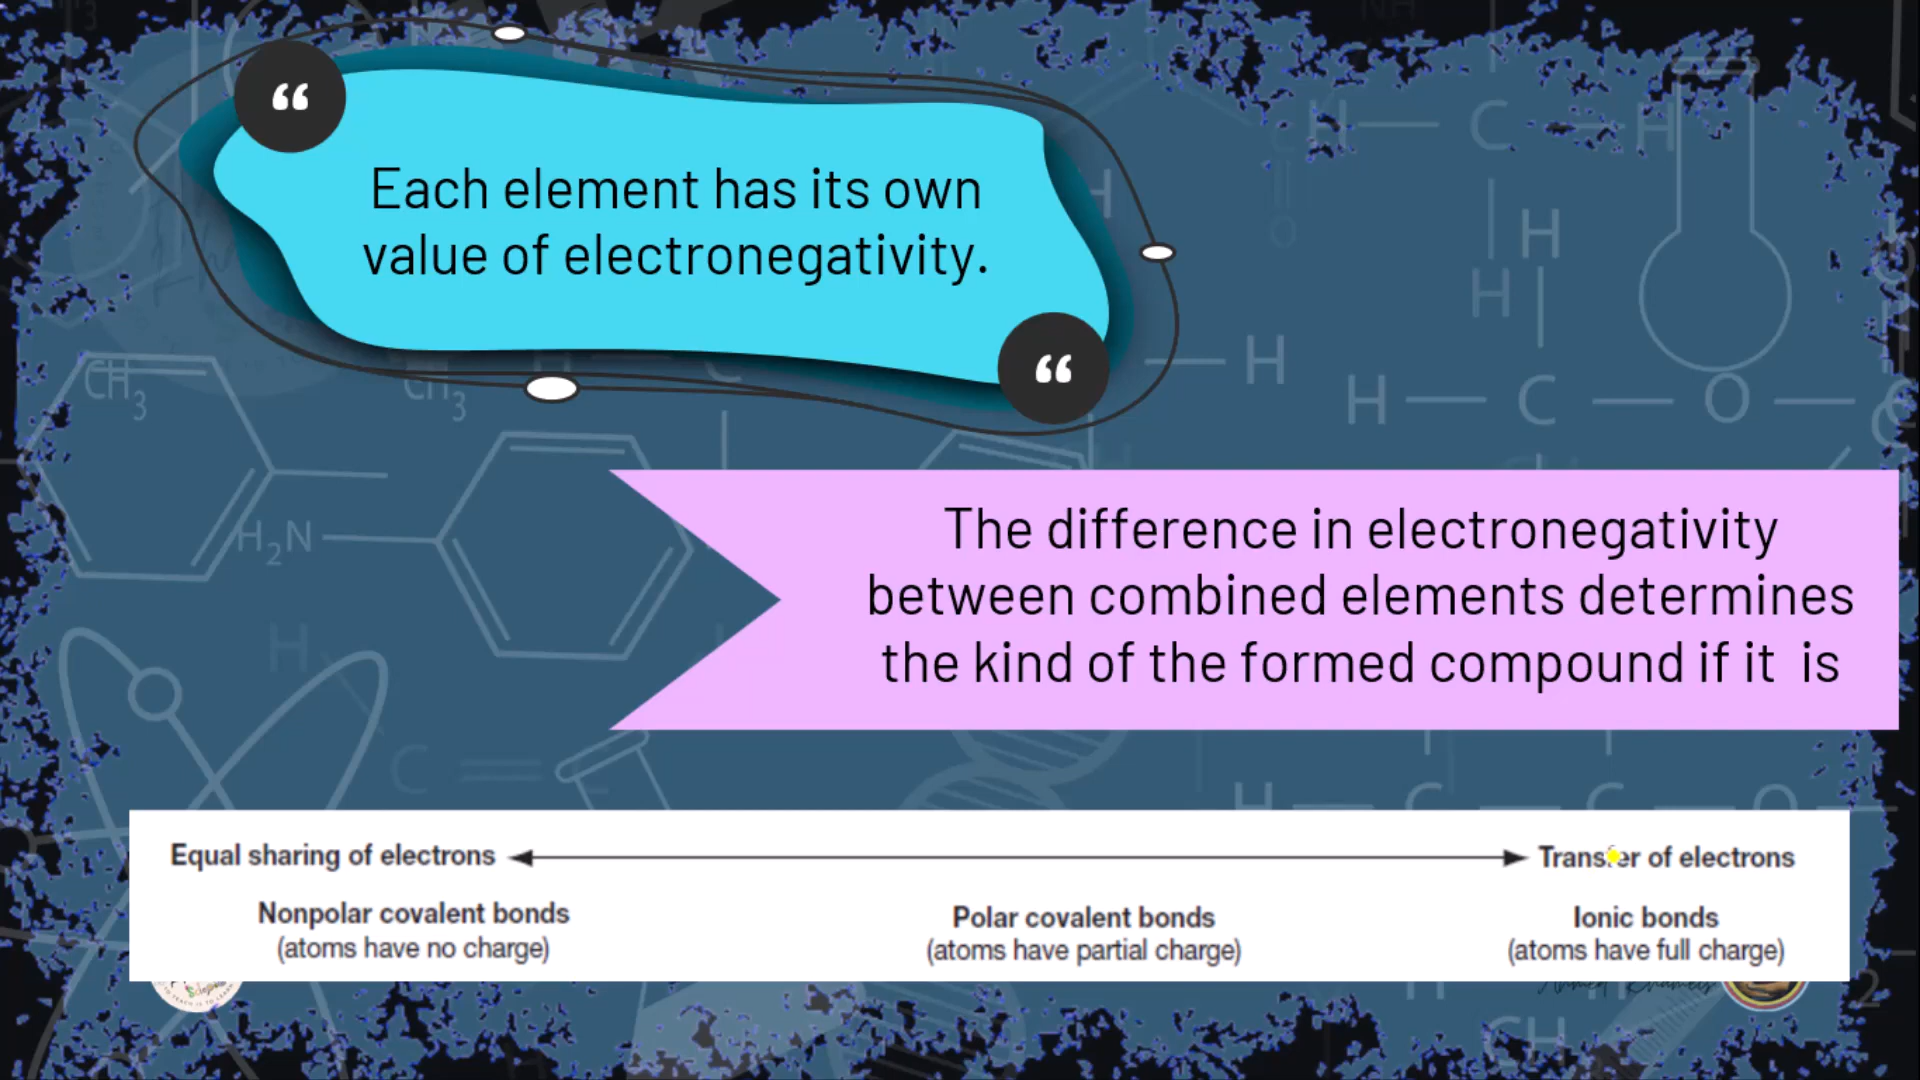 Each element has its own
value of electronegativity.
The difference in electronegativity
between combined elements determines
the kind of the formed compound if it is
Equal sharing of electrons
Transfer of electrons
Nonpolar covalent bonds
(atoms have no charge)
Polar covalent bonds
(atoms have partial charge)
Ionic bonds
(atoms have full charge)